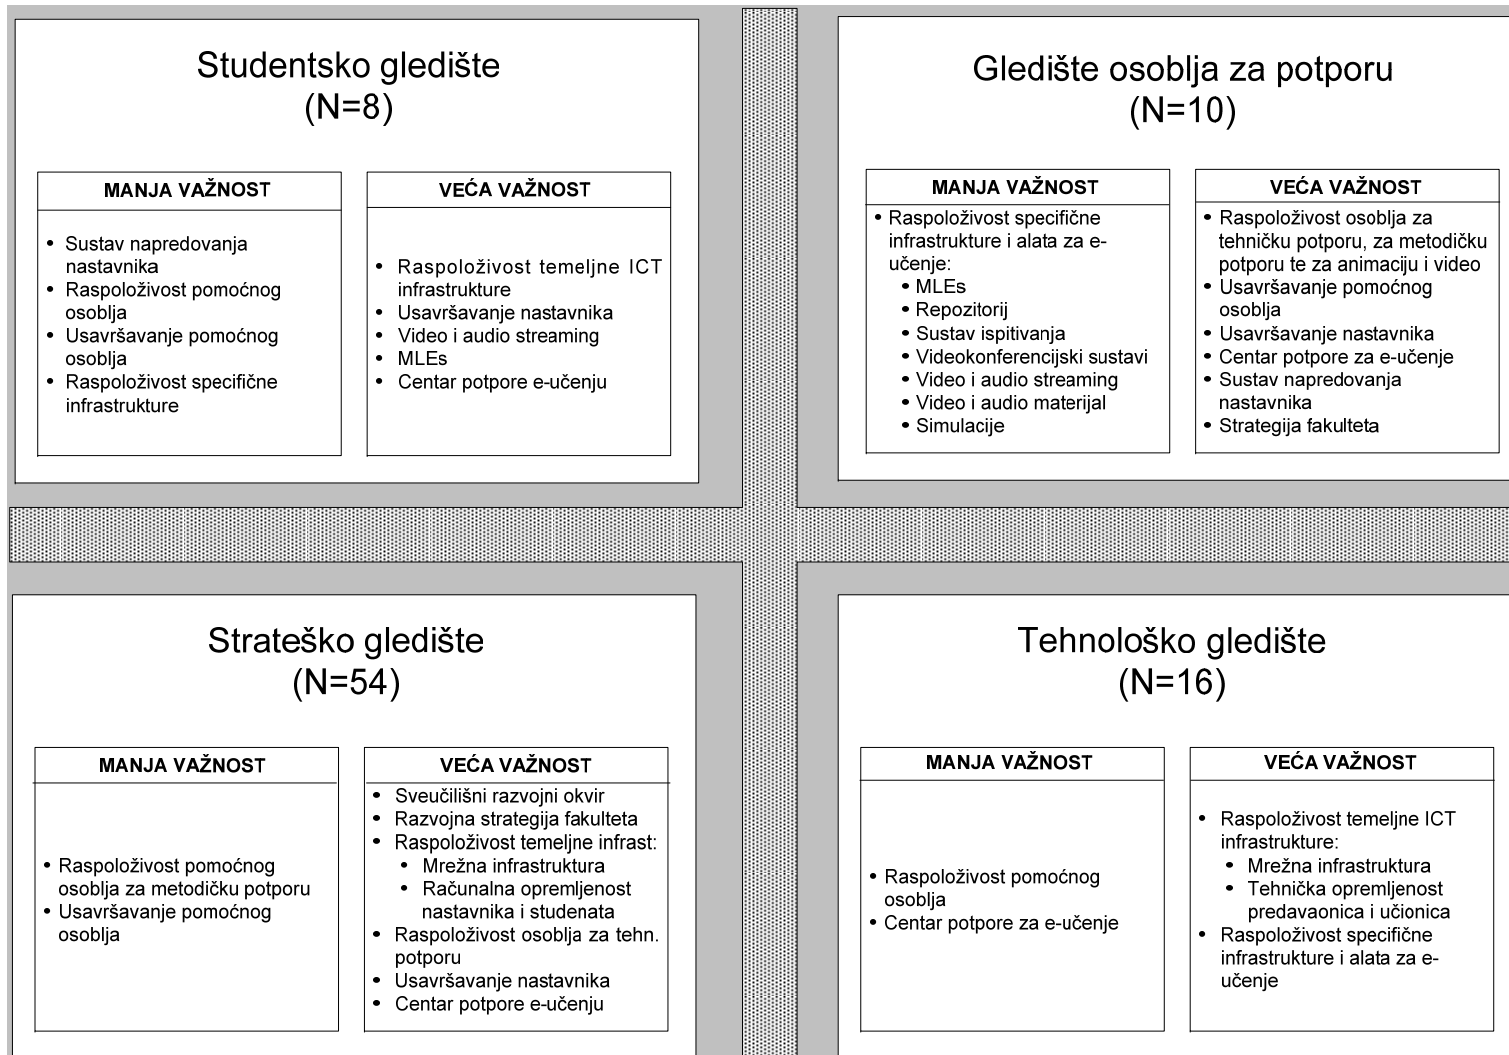 Studentsko gledište
(N=8)
MANJA VAŽNOST
• Sustav napredovanja
nastavnika
• Raspoloživost pomoćnog
osoblja
• Usavršavanje pomoćnog
osoblja
• Raspoloživost specifične
infrastrukture
VEĆA VAŽNOST
• Raspoloživost temeljne ICT
infrastrukture
• Usavršavanje nastavnika
• Video i audio streaming
• MLEs
• Centar potpore e-učenju
Gledište osoblja za potporu
(N=10)
MANJA VAŽNOST
• Raspoloživost specifične
infrastrukture i alata za e-
učenje:
• MLEs
• Repozitorij
• Sustav ispitivanja
• Videokonferencijski sustavi
• Video i audio streaming
• Video i audio materijal
• Simulacije
VEĆA VAŽNOST
• Raspoloživost osoblja za
tehničku potporu, za metodičku
potporu te za animaciju i video
• Usavršavanje pomoćnog
osoblja
• Usavršavanje nastavnika
• Centar potpore za e-učenje
• Sustav napredovanja
nastavnika
• Strategija fakulteta
Strateško gledište
(N=54)
MANJA VAŽNOST
• Raspoloživost pomoćnog
osoblja za metodičku potporu
• Usavršavanje pomoćnog
osoblja
VEĆA VAŽNOST
• Sveučilišni razvojni okvir
• Razvojna strategija fakulteta
• Raspoloživost temeljne infrast:
• Mrežna infrastruktura
• Računalna opremljenost
nastavnika i studenata
• Raspoloživost osoblja za tehn.
potporu
• Usavršavanje nastavnika
• Centar potpore e-učenju
Tehnološko gledište
(N=16)
MANJA VAŽNOST
• Raspoloživost pomoćnog
osoblja
• Centar potpore za e-učenje
VEĆA VAŽNOST
• Raspoloživost temeljne ICT
infrastrukture:
• Mrežna infrastruktura
• Tehnička opremljenost
predavaonica i učionica
• Raspoloživost specifične
infrastrukture i alata za e-
učenje